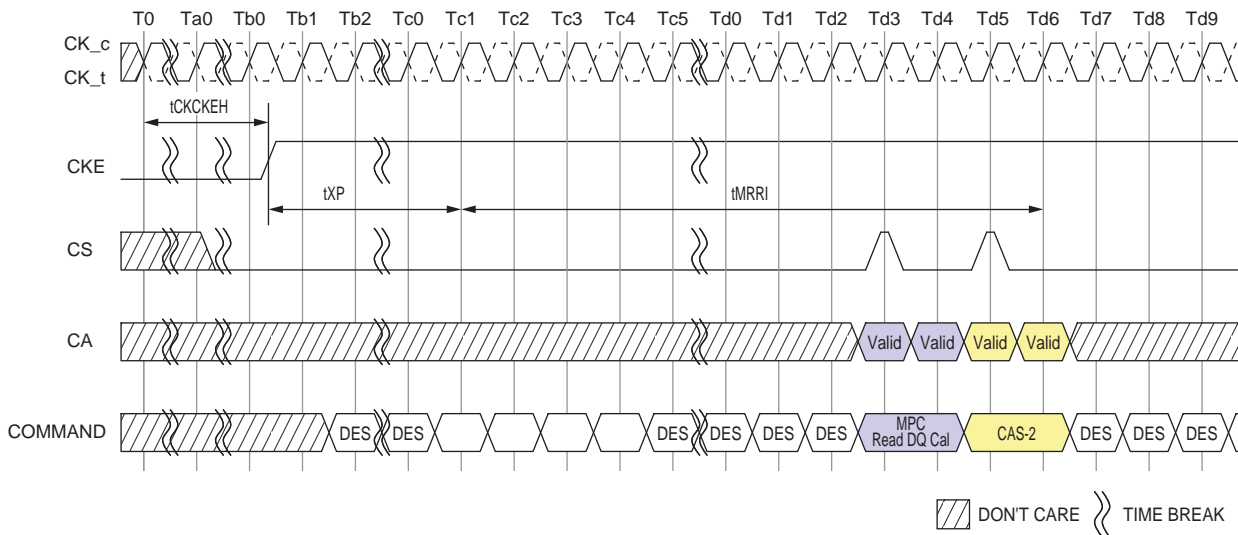 T0 Ta0 Tb0 Tb1 Tb2 Tc0 Tc1 Tc2 Tc3 Tc4 Tc5 Td0 Td1 Td2 Td3 Td4 Td5 Td6 Td7 Td8 Td9
CK_c
CK_t
tCKCKEH
CKE
tXP tMRRI
CS
CA Valid Valid Valid Valid
COMMAND DES DES DES DES DES DES MPC Read DQ Cal CAS-2 DES DES DES
DON'T CARE TIME BREAK